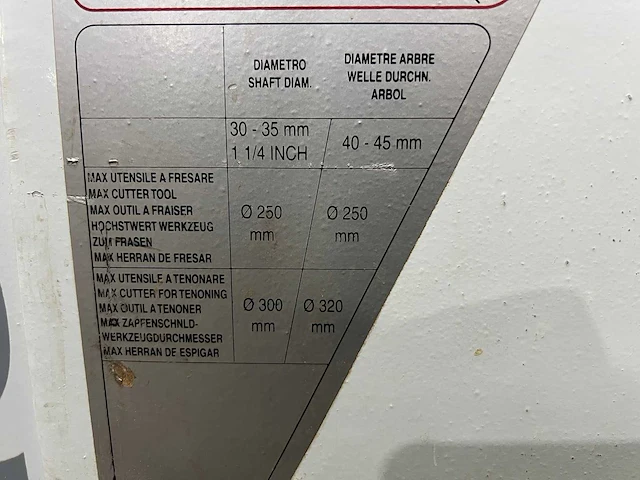 DIAMETRO
SHAFT DIAM.
DIAMETRE ARBRE
WELLE DURCHN.
ARBOL
30 - 35 mm
1 1/4 INCH
40 - 45 mm
MAX UTENSILE A FRESARE
MAX CUTTER TOOL
MAX OUTIL A FRAISER
HOCHSTWERT WERKZEUG
ZUM FRASEN
MAX HERRAN DE FRESAR
Ø 250
mm
Ø 250
mm
MAX UTENSILE A TENONARE
MAX CUTTER FOR TENONING
MAX OUTIL A TENONER
MAX ZAPFENSCHNLD-
WERKZEUGDURCHMESSER
MAX HERRAN DE ESPIGAR
Ø 300
mm
Ø 320
mm